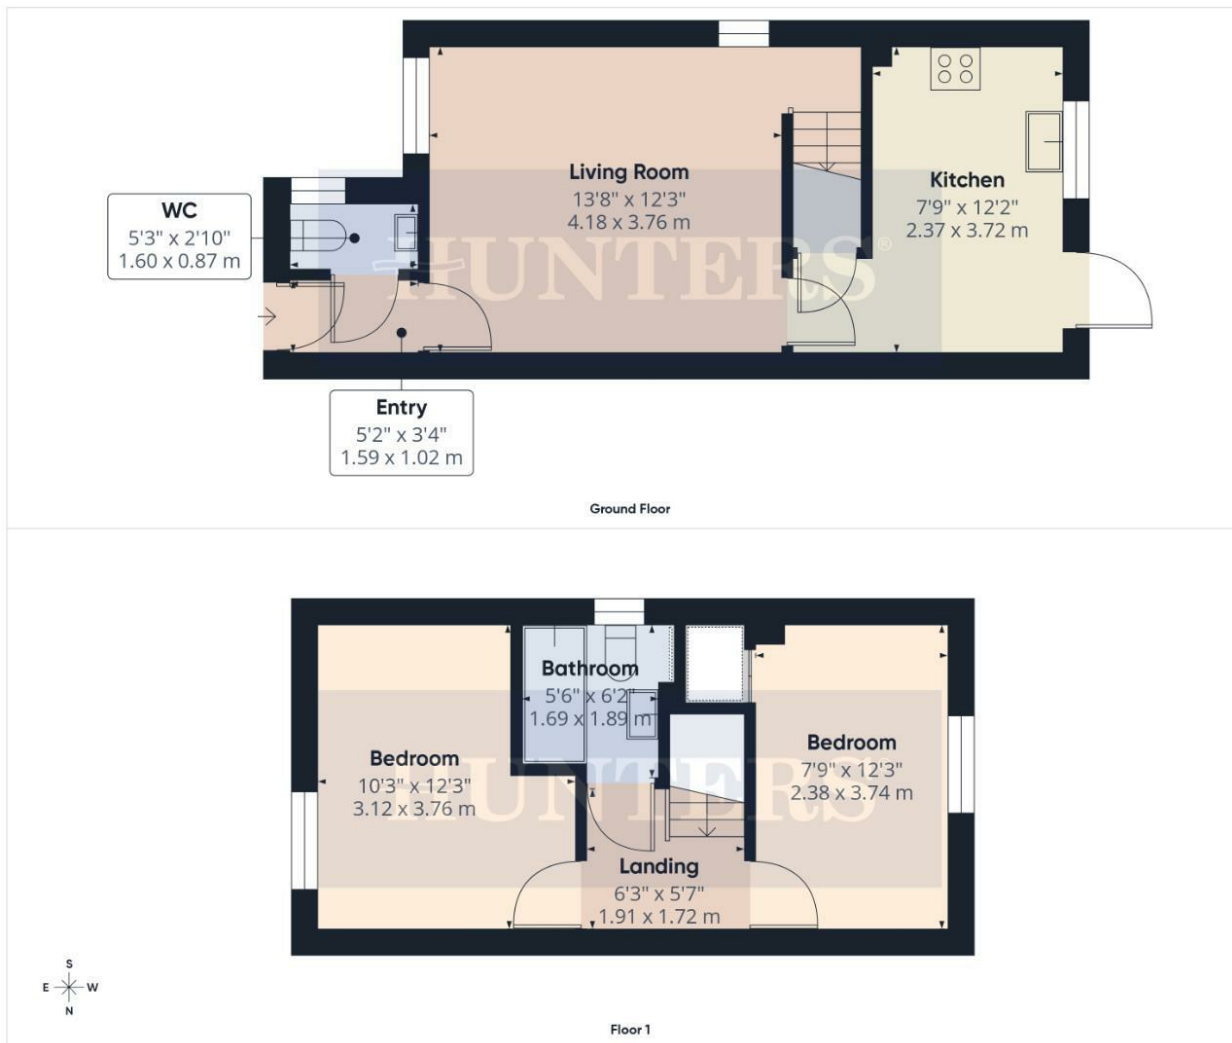 WC
5'3" x 2'10"
1.60 x 0.87 m
Living Room
13'8" x 12'3"
4.18 x 3.76 m
Kitchen
7'9" x 12'2"
2.37 x 3.72 m
HUNTERS®
Entry
5'2" x 3'4"
1.59 x 1.02 m
Ground Floor
Bathroom
5'6" x 6'2"
1.69 x 1.89 m
Bedroom
10'3" x 12'3"
3.12 x 3.76 m
Bedroom
7'9" x 12'3"
2.38 x 3.74 m
HUNTERS
Landing
6'3" x 5'7"
1.91 x 1.72 m
S
E W
N
Floor 1